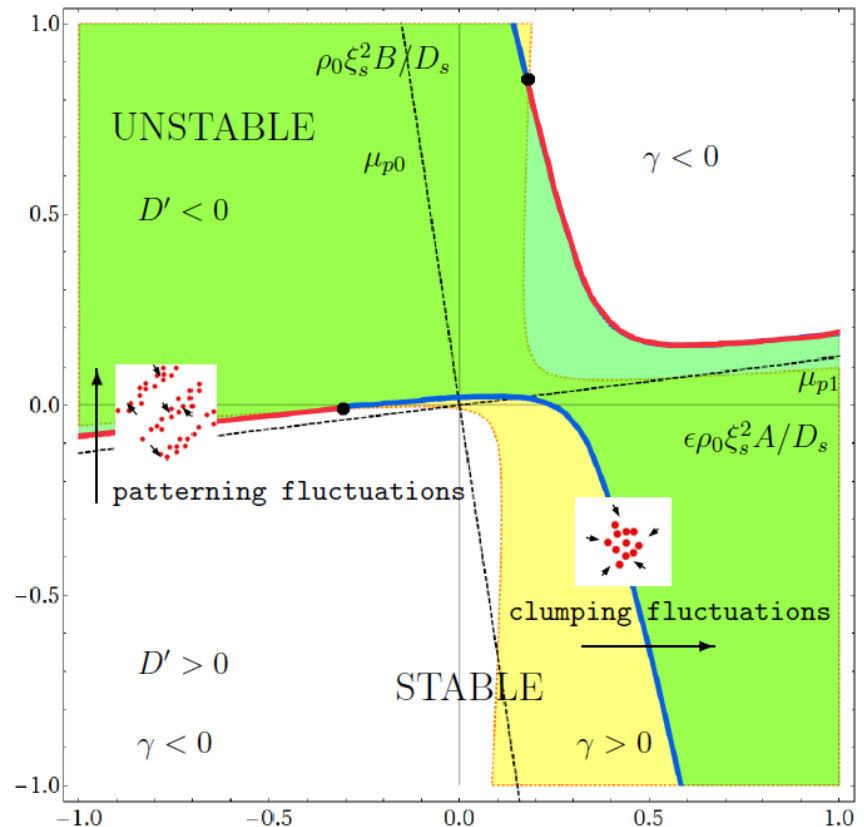 1.0
ρ₀ξₛ²B/Dₛ
UNSTABLE
μₚ₀
γ < 0
D′ < 0
0.5
μₚ₁
0.0
ϵρ₀ξₛ²A/Dₛ
patterning fluctuations
−0.5
clumping fluctuations
D′ > 0
STABLE
γ < 0
γ > 0
−1.0
−1.0 −0.5 0.0 0.5 1.0